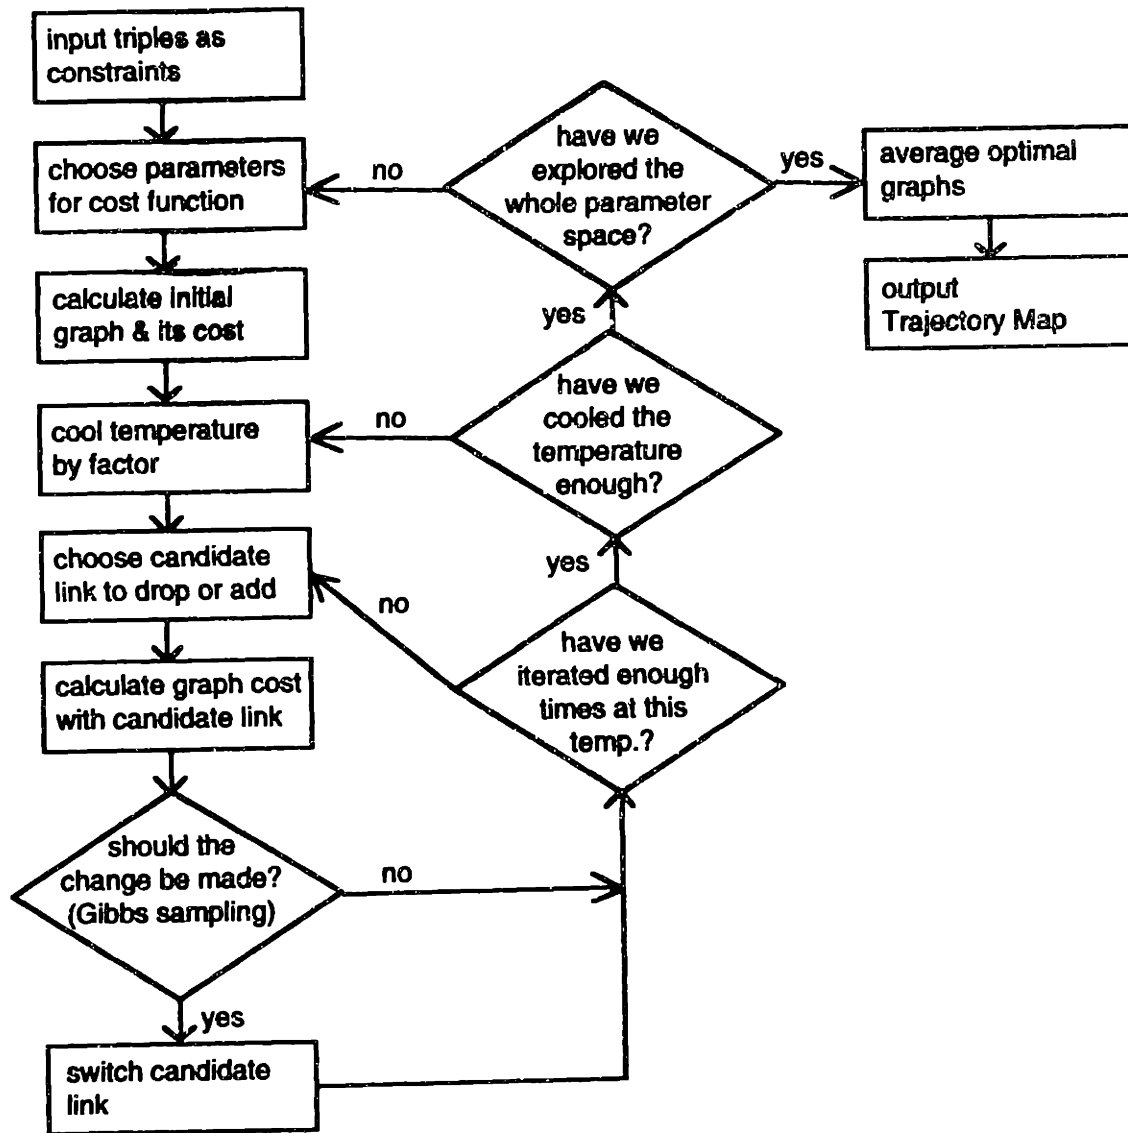 input triples as
constraints
choose parameters
for cost function
calculate initial
graph & its cost
cool temperature
by factor
choose candidate
link to drop or add
calculate graph cost
with candidate link
should the
change be made?
(Gibbs sampling)
no
yes
switch candidate
link
have we
iterated enough
times at this
temp.?
no
yes
have we
cooled the
temperature
enough?
no
yes
have we
explored the
whole parameter
space?
no
yes
average optimal
graphs
output
Trajectory Map